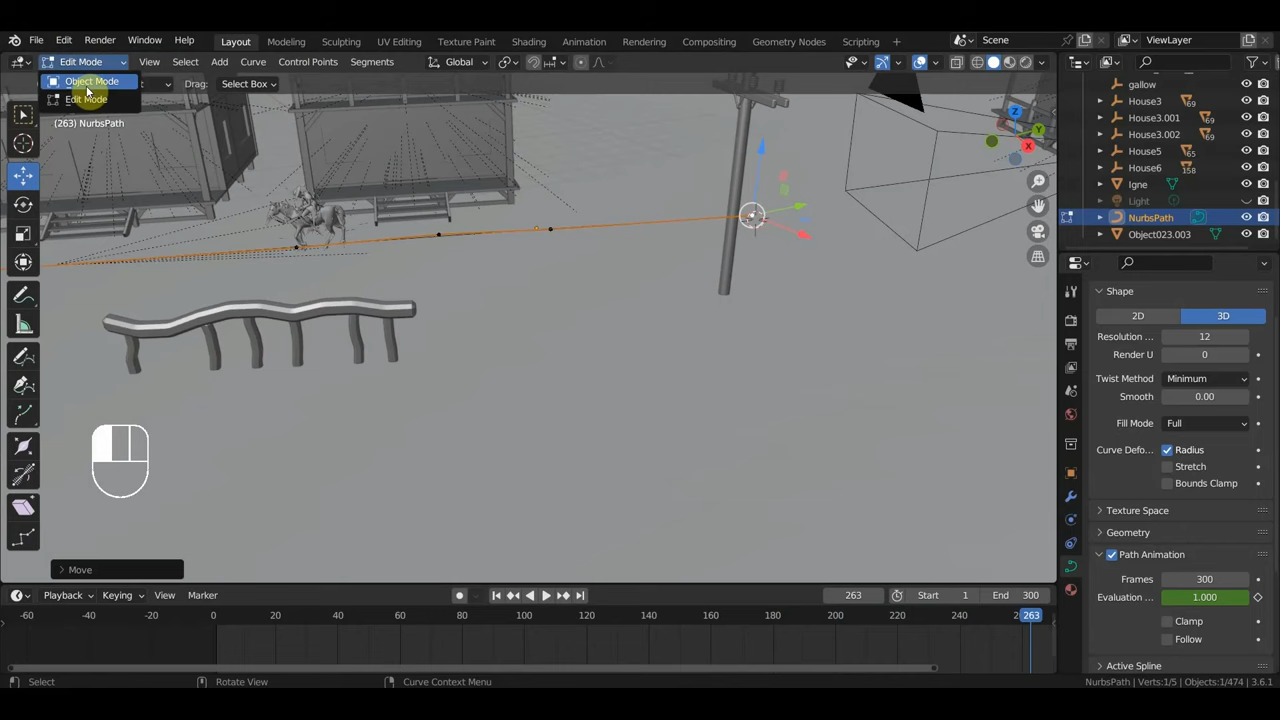 File Edit Render Window Help Layout Modeling Sculpting UV Editing Texture Paint Shading Animation Rendering Compositing Geometry Nodes Scripting + Scene ViewLayer
Edit Mode View Select Add Curve Control Points Segments Global
Object Mode Drag: Select Box
Edit Mode
(263) NurbsPath
Z
Y
X
gallow
House3 69
House3.001 69
House3.002 69
House5 65
House6 158
Igne
Light
NurbsPath
Object023.003
Shape
2D 3D
Resolution ... 12
Render U 0
Twist Method Minimum
Smooth 0.00
Fill Mode Full
Curve Defo... Radius
Stretch
Bounds Clamp
Texture Space
Geometry
Path Animation
Frames 300
Evaluation ... 1.000
Clamp
Follow
Active Spline
Move
Playback Keying View Marker 263 Start 1 End 300
-60 -40 -20 0 20 40 60 80 100 120 140 160 180 200 220 240 263
Select Rotate View Curve Context Menu NurbsPath | Verts:1/5 | Objects:1/474 | 3.6.1